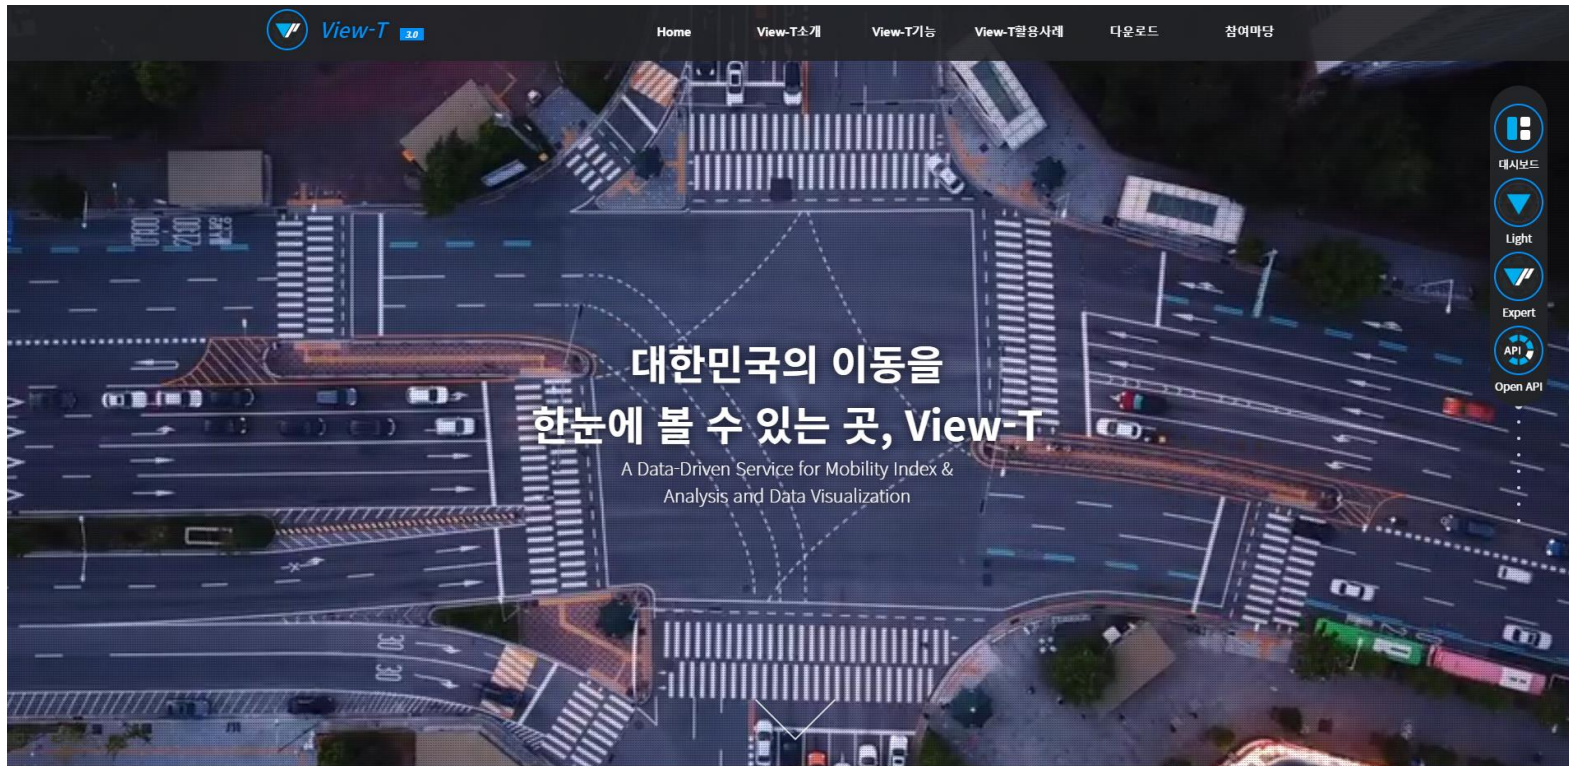 View-T 3.0
Home
View-T소개
View-T기능
View-T활용사례
다운로드
참여마당
대시보드
Light
Expert
API
Open API
대한민국의 이동을
한눈에 볼 수 있는 곳, View-T
A Data-Driven Service for Mobility Index &
Analysis and Data Visualization
30
30